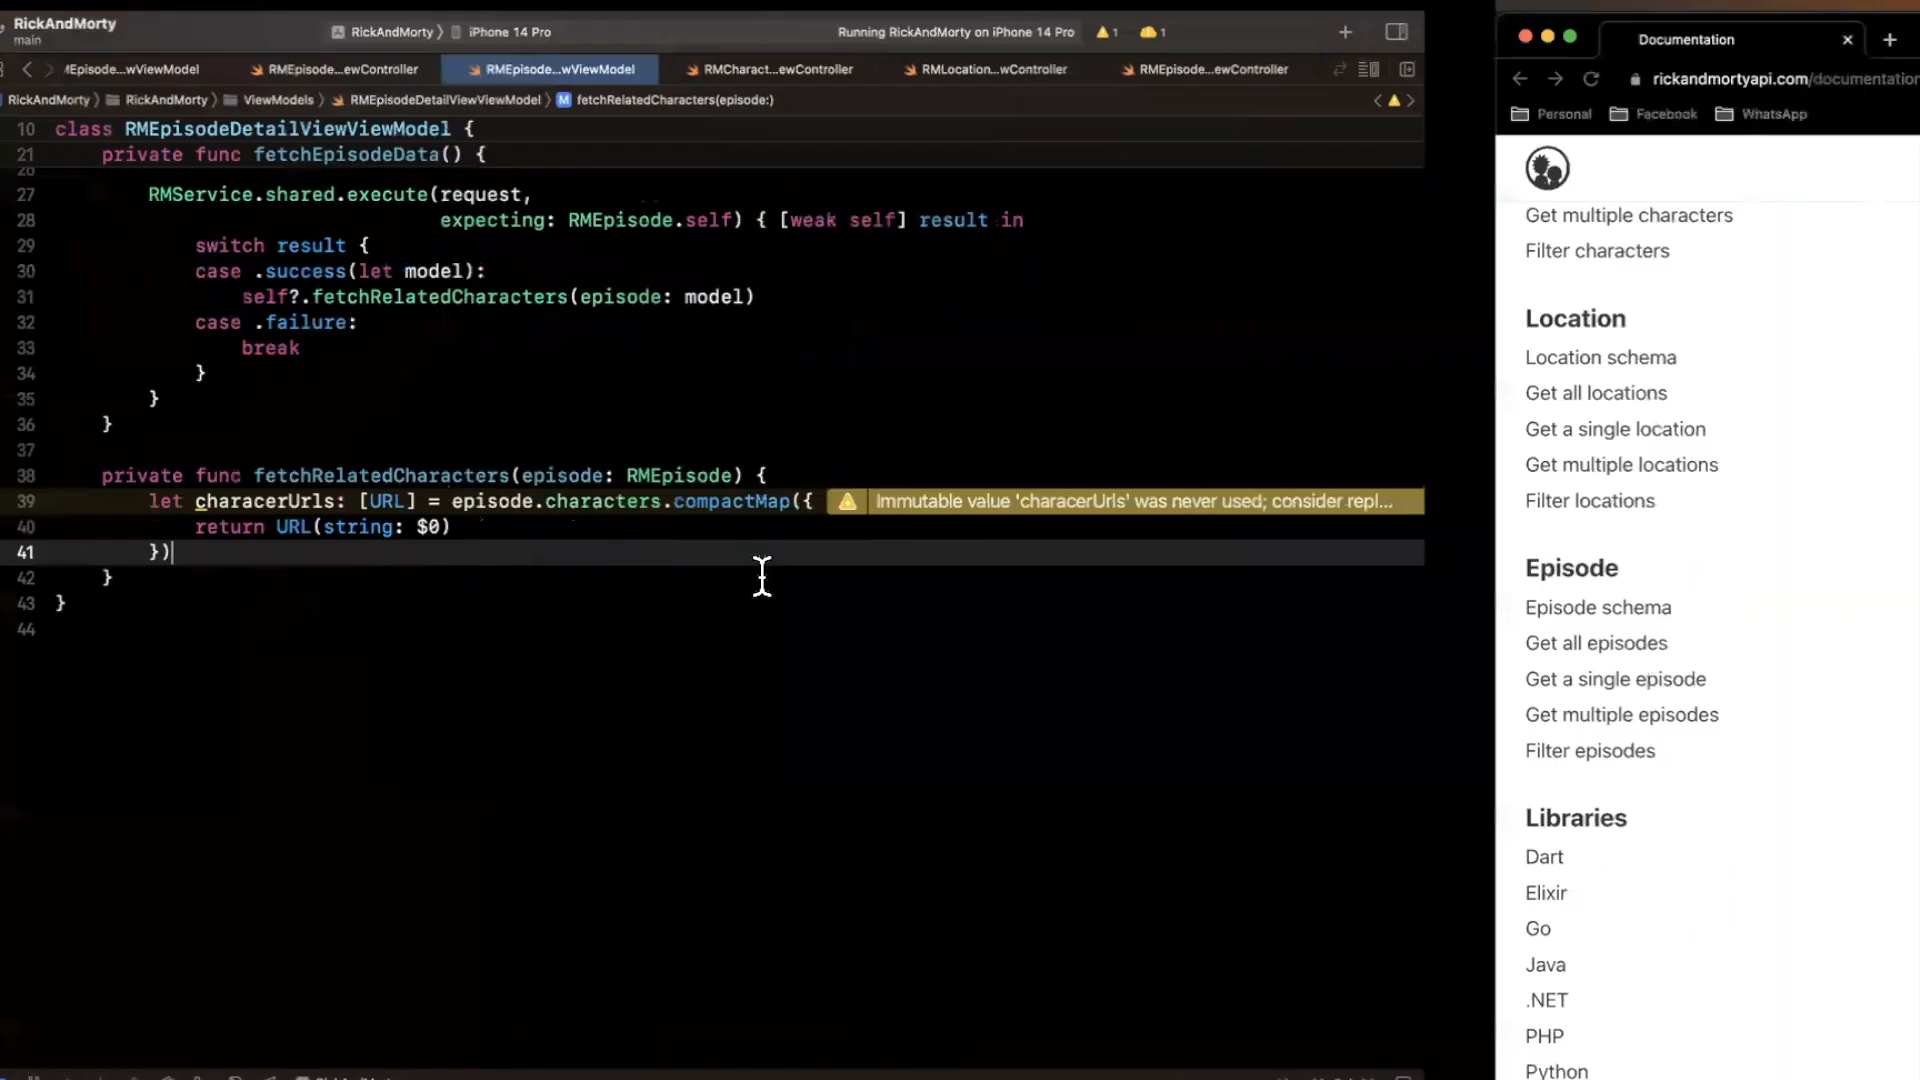 RickAndMorty
main
RickAndMorty
iPhone 14 Pro
Running RickAndMorty on iPhone 14 Pro
1
1
Episode...wViewModel
RMEpisode...ewController
RMEpisode...wViewModel
RMCharact...ewController
RMLocation...wController
RMEpisode...ewController
RickAndMorty
RickAndMorty
ViewModels
RMEpisodeDetailViewViewModel
M
fetchRelatedCharacters(episode:)
10 class RMEpisodeDetailViewViewModel {
21 private func fetchEpisodeData() {
26
27 RMService.shared.execute(request,
28 expecting: RMEpisode.self) { [weak self] result in
29 switch result {
30 case .success(let model):
31 self?.fetchRelatedCharacters(episode: model)
32 case .failure:
33 break
34 }
35 }
36 }
37
38 private func fetchRelatedCharacters(episode: RMEpisode) {
39 let characerUrls: [URL] = episode.characters.compactMap({ Immutable value 'characerUrls' was never used; consider repl...
40 return URL(string: $0)
41 })
42 }
43 }
44
Documentation
rickandmortyapi.com/documentation
Personal
Facebook
WhatsApp
Get multiple characters
Filter characters
Location
Location schema
Get all locations
Get a single location
Get multiple locations
Filter locations
Episode
Episode schema
Get all episodes
Get a single episode
Get multiple episodes
Filter episodes
Libraries
Dart
Elixir
Go
Java
.NET
PHP
Python